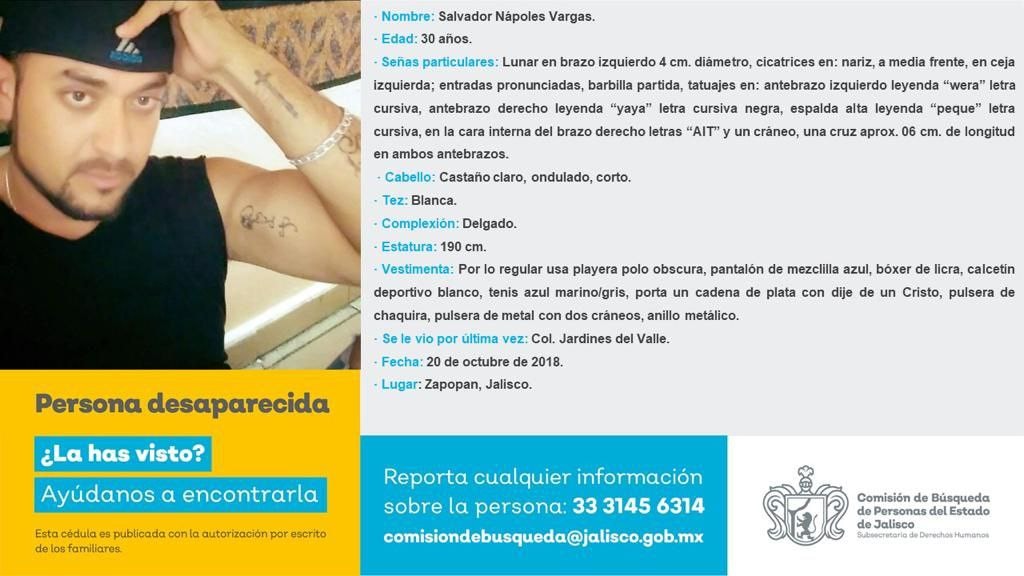 · Nombre: Salvador Nápoles Vargas.
· Edad: 30 años.
· Señas particulares: Lunar en brazo izquierdo 4 cm. diámetro, cicatrices en: nariz, a media frente, en ceja
izquierda; entradas pronunciadas, barbilla partida, tatuajes en: antebrazo izquierdo leyenda “wera” letra
cursiva, antebrazo derecho leyenda “yaya” letra cursiva negra, espalda alta leyenda “peque” letra
cursiva, en la cara interna del brazo derecho letras “AIT” y un cráneo, una cruz aprox. 06 cm. de longitud
en ambos antebrazos.
· Cabello: Castaño claro, ondulado, corto.
· Tez: Blanca.
· Complexión: Delgado.
· Estatura: 190 cm.
· Vestimenta: Por lo regular usa playera polo obscura, pantalón de mezclilla azul, bóxer de licra, calcetín
deportivo blanco, tenis azul marino/gris, porta un cadena de plata con dije de un Cristo, pulsera de
chaquira, pulsera de metal con dos cráneos, anillo metálico.
· Se le vio por última vez: Col. Jardines del Valle.
· Fecha: 20 de octubre de 2018.
· Lugar: Zapopan, Jalisco.
Persona desaparecida
¿La has visto?
Ayúdanos a encontrarla
Esta cédula es publicada con la autorización por escrito
de los familiares.
Reporta cualquier información
sobre la persona: 33 3145 6314
comisiondebusqueda@jalisco.gob.mx
Comisión de Búsqueda
de Personas del Estado
de Jalisco
Subsecretaría de Derechos Humanos